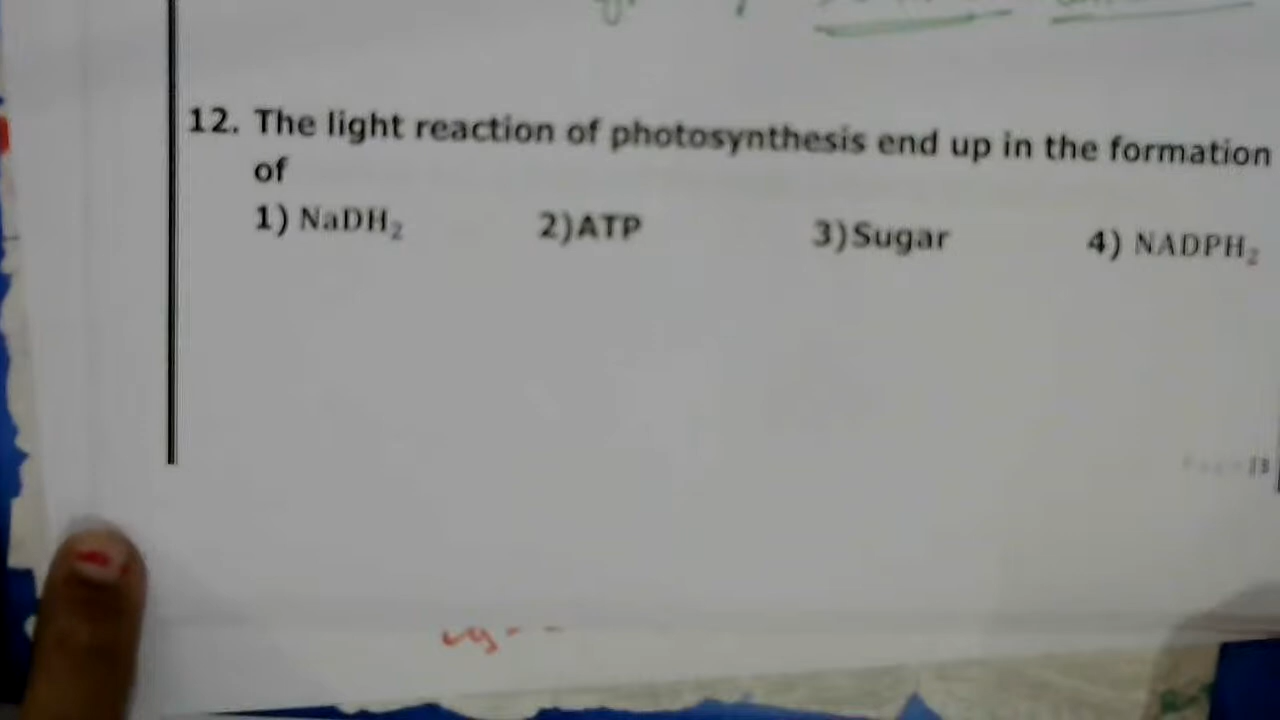 12. The light reaction of photosynthesis end up in the formation
of
1) NaDH₂ 2)ATP 3)Sugar 4) NADPH₂